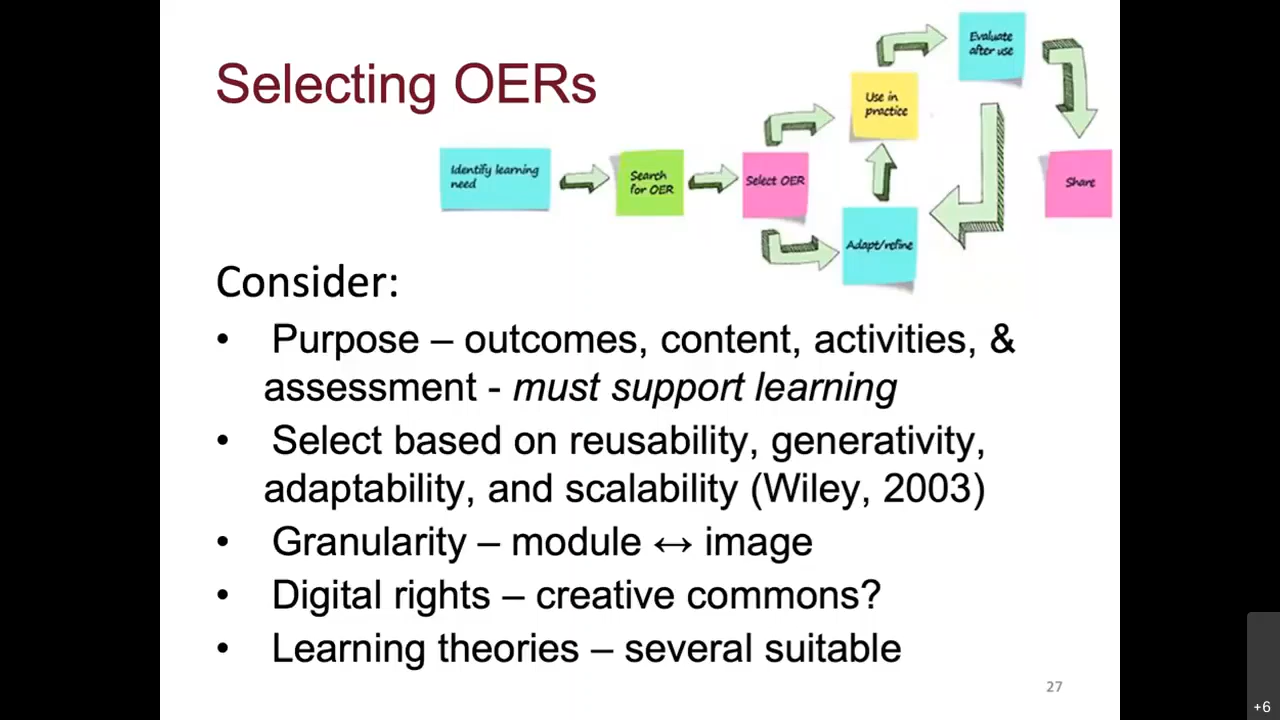 Selecting OERs
Identify learning
need
Search
for OER
Select OER
Use in
practice
Adapt/refine
Evaluate
after use
Share
Consider:
• Purpose – outcomes, content, activities, &
assessment - must support learning
• Select based on reusability, generativity,
adaptability, and scalability (Wiley, 2003)
• Granularity – module ↔ image
• Digital rights – creative commons?
• Learning theories – several suitable
27
+6